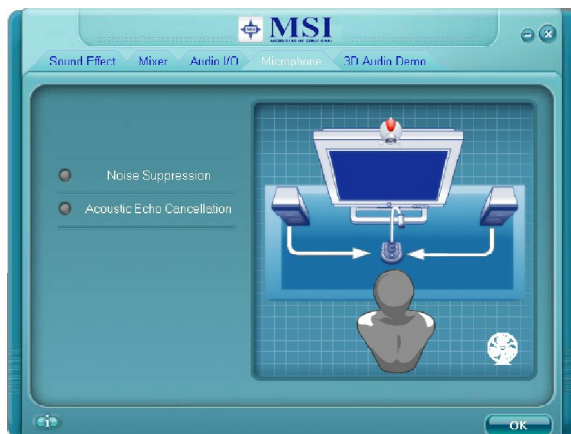 MSI
Sound Effect Mixer Audio I/O Microphone 3D Audio Demo
Noise Suppression
Acoustic Echo Cancellation
i
OK